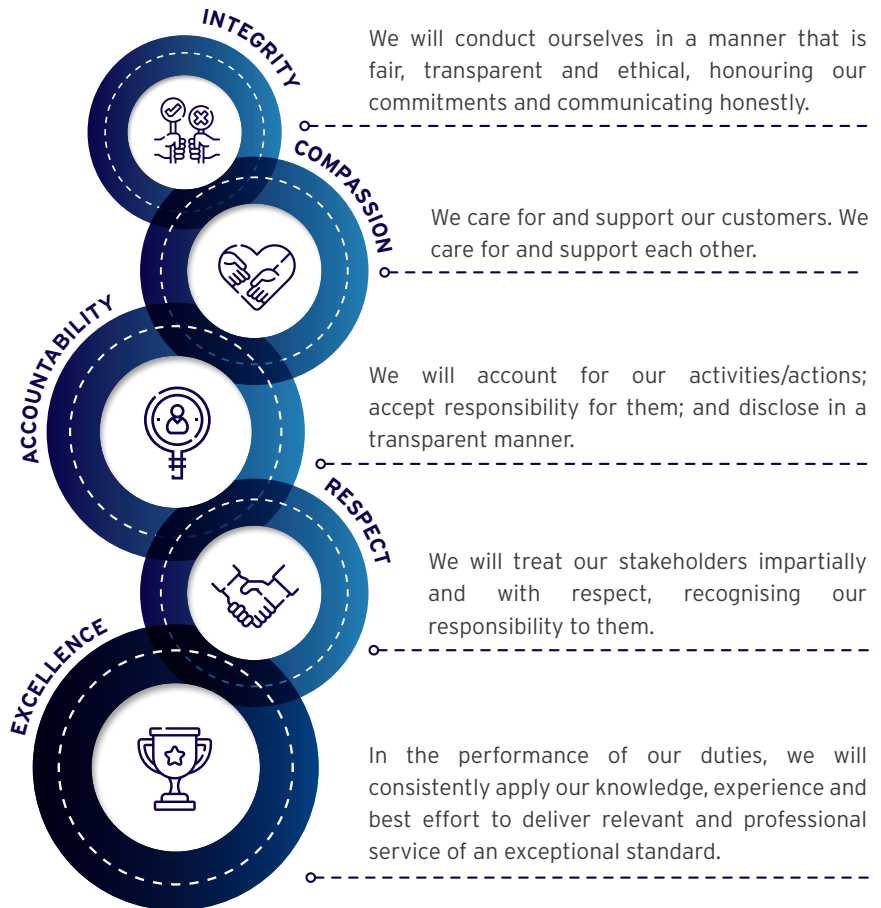 INTEGRITY
We will conduct ourselves in a manner that is
fair, transparent and ethical, honouring our
commitments and communicating honestly.
COMPASSION
We care for and support our customers. We
care for and support each other.
ACCOUNTABILITY
We will account for our activities/actions;
accept responsibility for them; and disclose in a
transparent manner.
RESPECT
We will treat our stakeholders impartially
and with respect, recognising our
responsibility to them.
EXCELLENCE
In the performance of our duties, we will
consistently apply our knowledge, experience and
best effort to deliver relevant and professional
service of an exceptional standard.